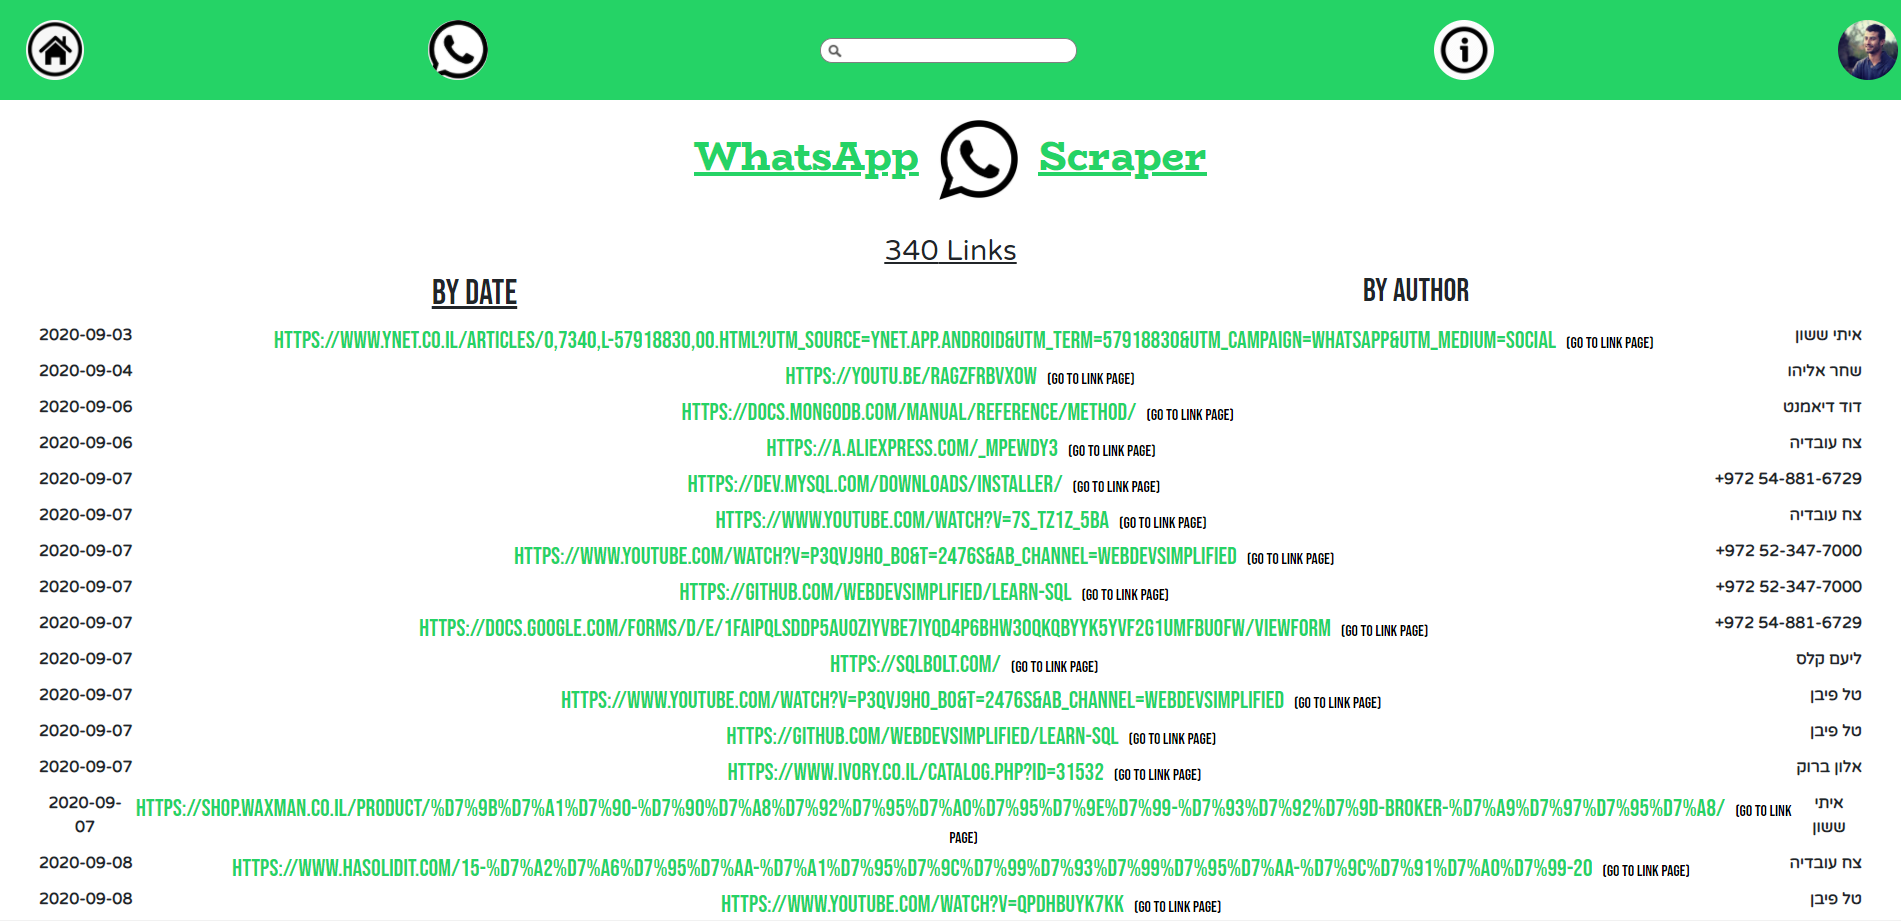 WhatsApp Scraper
340 Links
BY DATE BY AUTHOR
2020-09-03 HTTPS://WWW.YNET.CO.IL/ARTICLES/0,7340,L-57918830,00.HTML?UTM_SOURCE=YNET.APP.ANDROID&UTM_TERM=57918830&UTM_CAMPAIGN=WHATSAPP&UTM_MEDIUM=SOCIAL (GO TO LINK PAGE) איתי ששון
2020-09-04 HTTPS://YOUTU.BE/RAGZFRBVXOW (GO TO LINK PAGE) שחר אליהו
2020-09-06 HTTPS://DOCS.MONGODB.COM/MANUAL/REFERENCE/METHOD/ (GO TO LINK PAGE) דוד דיאמנט
2020-09-06 HTTPS://A.ALIEXPRESS.COM/_MPEWDY3 (GO TO LINK PAGE) צח עובדיה
2020-09-07 HTTPS://DEV.MYSQL.COM/DOWNLOADS/INSTALLER/ (GO TO LINK PAGE) +972 54-881-6729
2020-09-07 HTTPS://WWW.YOUTUBE.COM/WATCH?V=7S_TZ1Z_5BA (GO TO LINK PAGE) צח עובדיה
2020-09-07 HTTPS://WWW.YOUTUBE.COM/WATCH?V=P3QVJ9HO_BO&T=2476S&AB_CHANNEL=WEBDEVSIMPLIFIED (GO TO LINK PAGE) +972 52-347-7000
2020-09-07 HTTPS://GITHUB.COM/WEBDEVSIMPLIFIED/LEARN-SQL (GO TO LINK PAGE) +972 52-347-7000
2020-09-07 HTTPS://DOCS.GOOGLE.COM/FORMS/D/E/1FAIPQLSDDP5AUOZIYVBE7IYQD4P6BHW3OQKQBYYK5YVF2G1UMFBUOFW/VIEWFORM (GO TO LINK PAGE) +972 54-881-6729
2020-09-07 HTTPS://SQLBOLT.COM/ (GO TO LINK PAGE) ליעם קלס
2020-09-07 HTTPS://WWW.YOUTUBE.COM/WATCH?V=P3QVJ9HO_BO&T=2476S&AB_CHANNEL=WEBDEVSIMPLIFIED (GO TO LINK PAGE) טל פיבן
2020-09-07 HTTPS://GITHUB.COM/WEBDEVSIMPLIFIED/LEARN-SQL (GO TO LINK PAGE) טל פיבן
2020-09-07 HTTPS://WWW.IVORY.CO.IL/CATALOG.PHP?ID=31532 (GO TO LINK PAGE) אלון ברוק
2020-09- HTTPS://SHOP.WAXMAN.CO.IL/PRODUCT/%D7%9B%D7%A1%D7%90-%D7%90%D7%A8%D7%92%D7%95%D7%A0%D7%95%D7%9E%D7%99-%D7%93%D7%92%D7%9D-BROKER-%D7%A9%D7%97%D7%95%D7%A8/ (GO TO LINK איתי
07 PAGE) ששון
2020-09-08 HTTPS://WWW.HASOLIDIT.COM/15-%D7%A2%D7%A6%D7%95%D7%AA-%D7%A1%D7%95%D7%9C%D7%99%D7%93%D7%99%D7%95%D7%AA-%D7%9C%D7%91%D7%A0%D7%99-20 (GO TO LINK PAGE) צח עובדיה
2020-09-08 HTTPS://WWW.YOUTUBE.COM/WATCH?V=QPDHBUYK7KK (GO TO LINK PAGE) טל פיבן